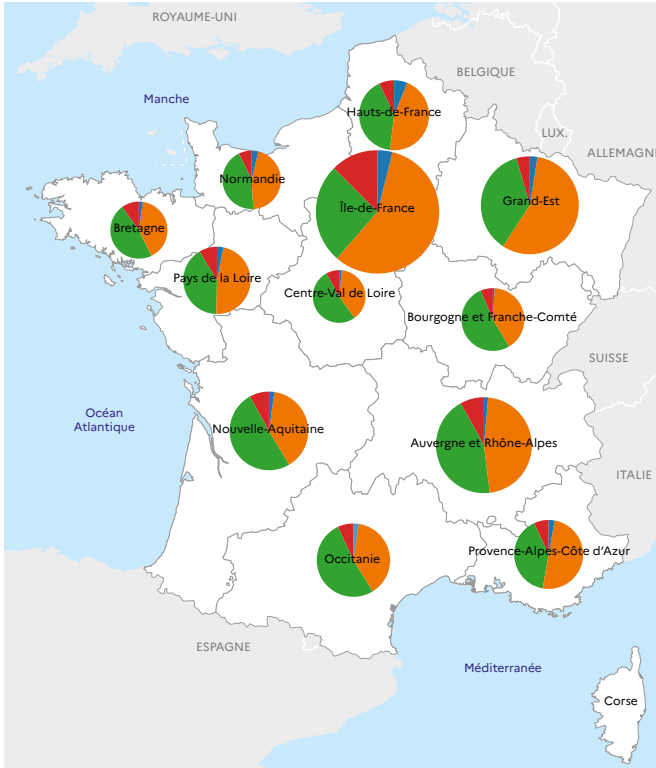 ROYAUME-UNI
BELGIQUE
Manche
Hauts-de-France
LUX.
ALLEMAGNE
Normandie
Île-de-France
Grand-Est
Bretagne
Pays de la Loire
Centre-Val de Loire
Bourgogne et Franche-Comté
SUISSE
Océan
Atlantique
Nouvelle-Aquitaine
Auvergne et Rhône-Alpes
ITALIE
Occitanie
Provence-Alpes-Côte d’Azur
ESPAGNE
Méditerranée
Corse